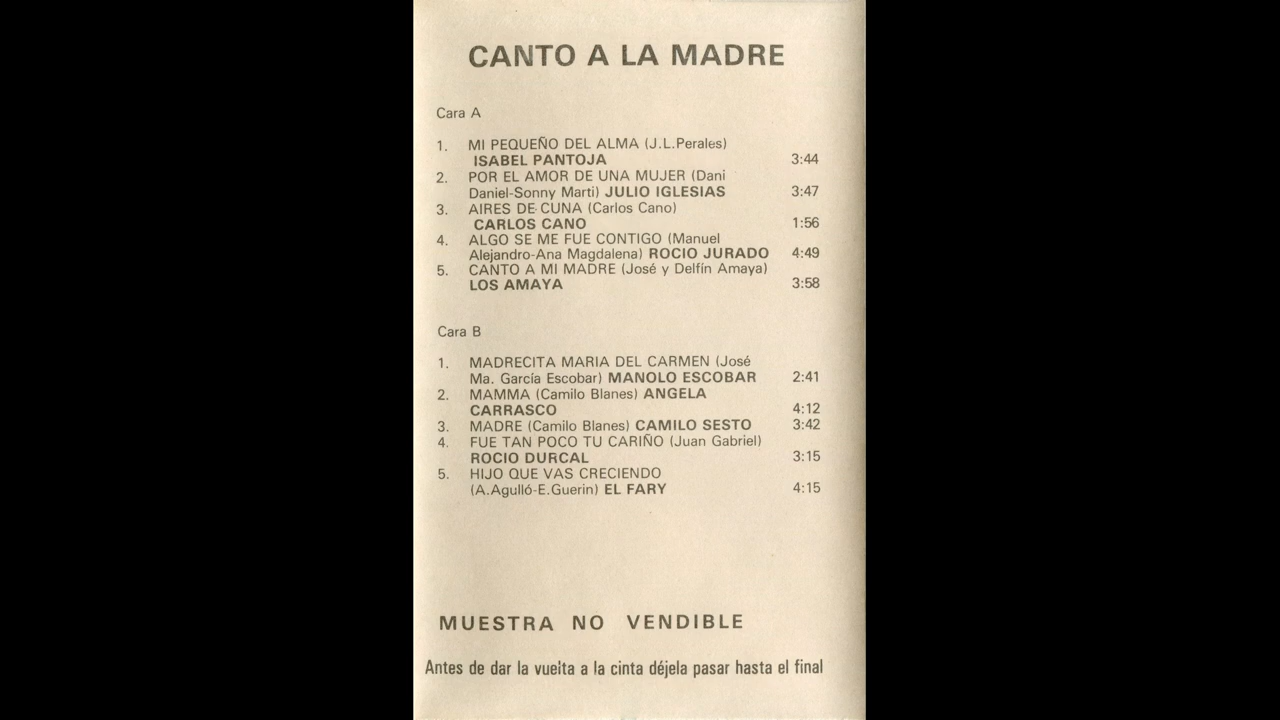 CANTO A LA MADRE
Cara A
1. MI PEQUEÑO DEL ALMA (J.L.Perales)
ISABEL PANTOJA 3:44
2. POR EL AMOR DE UNA MUJER (Dani
Daniel-Sonny Marti) JULIO IGLESIAS 3:47
3. AIRES DE CUNA (Carlos Cano)
CARLOS CANO 1:56
4. ALGO SE ME FUE CONTIGO (Manuel
Alejandro-Ana Magdalena) ROCIO JURADO 4:49
5. CANTO A MI MADRE (José y Delfín Amaya)
LOS AMAYA 3:58
Cara B
1. MADRECITA MARIA DEL CARMEN (José
Ma. García Escobar) MANOLO ESCOBAR 2:41
2. MAMMA (Camilo Blanes) ANGELA
CARRASCO 4:12
3. MADRE (Camilo Blanes) CAMILO SESTO 3:42
4. FUE TAN POCO TU CARIÑO (Juan Gabriel)
ROCIO DURCAL 3:15
5. HIJO QUE VAS CRECIENDO
(A.Agulló-E.Guerin) EL FARY 4:15
MUESTRA NO VENDIBLE
Antes de dar la vuelta a la cinta déjela pasar hasta el final